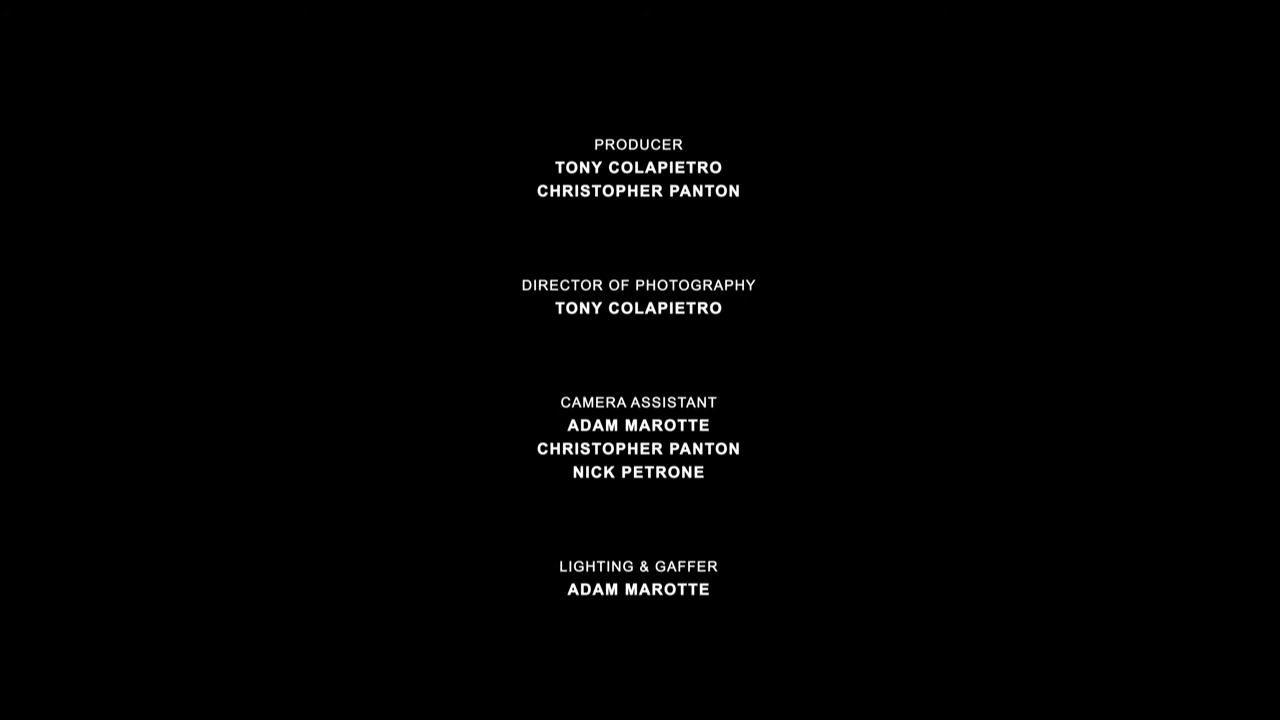 PRODUCER
TONY COLAPIETRO
CHRISTOPHER PANTON
DIRECTOR OF PHOTOGRAPHY
TONY COLAPIETRO
CAMERA ASSISTANT
ADAM MAROTTE
CHRISTOPHER PANTON
NICK PETRONE
LIGHTING & GAFFER
ADAM MAROTTE